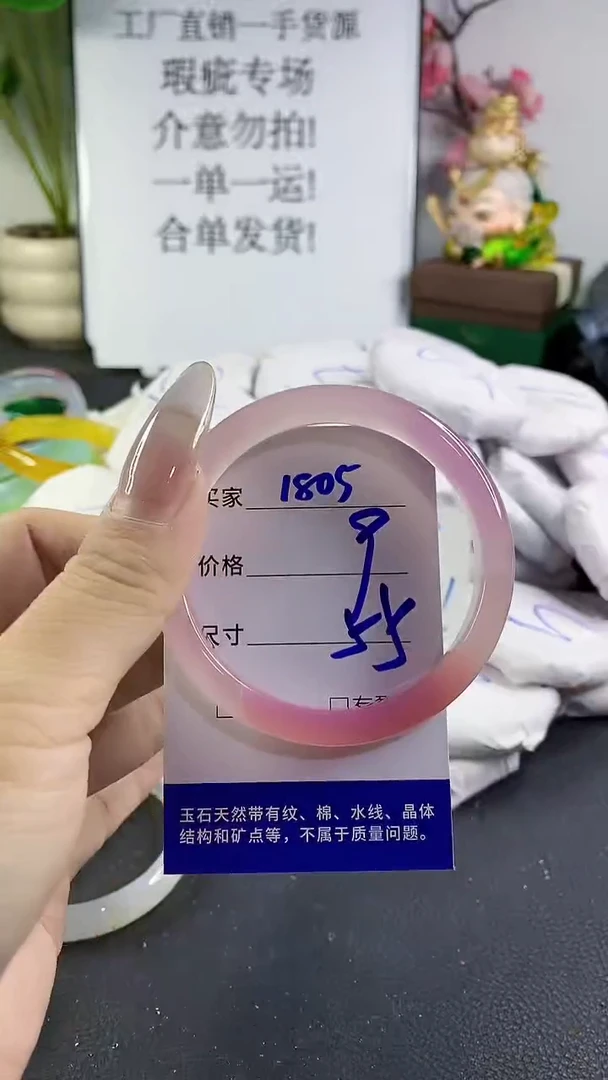 工厂直销一手货源
瑕疵专场
介意勿拍!
一单一运!
合单发货!
买家 1805
价格
尺寸 55
玉石天然带有纹、棉、水线、晶体
结构和矿点等，不属于质量问题。